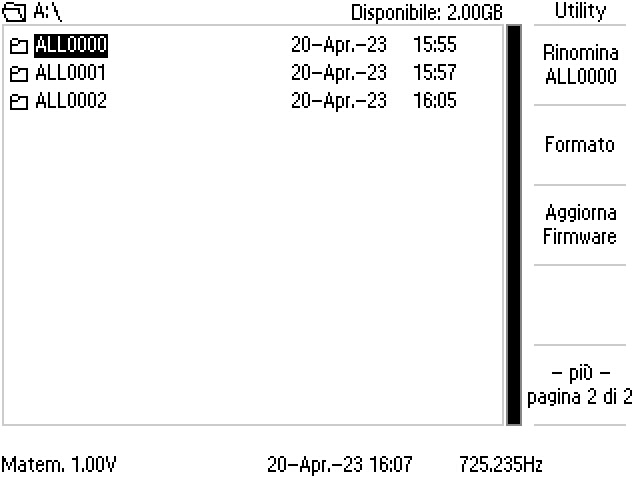 A:\ Disponibile: 2.00GB Utility
ALL0000 20-Apr.-23 15:55
ALL0001 20-Apr.-23 15:57
ALL0002 20-Apr.-23 16:05
Rinomina
ALL0000
Formato
Aggiorna
Firmware
- più -
pagina 2 di 2
Matem. 1.00V 20-Apr.-23 16:07 725.235Hz